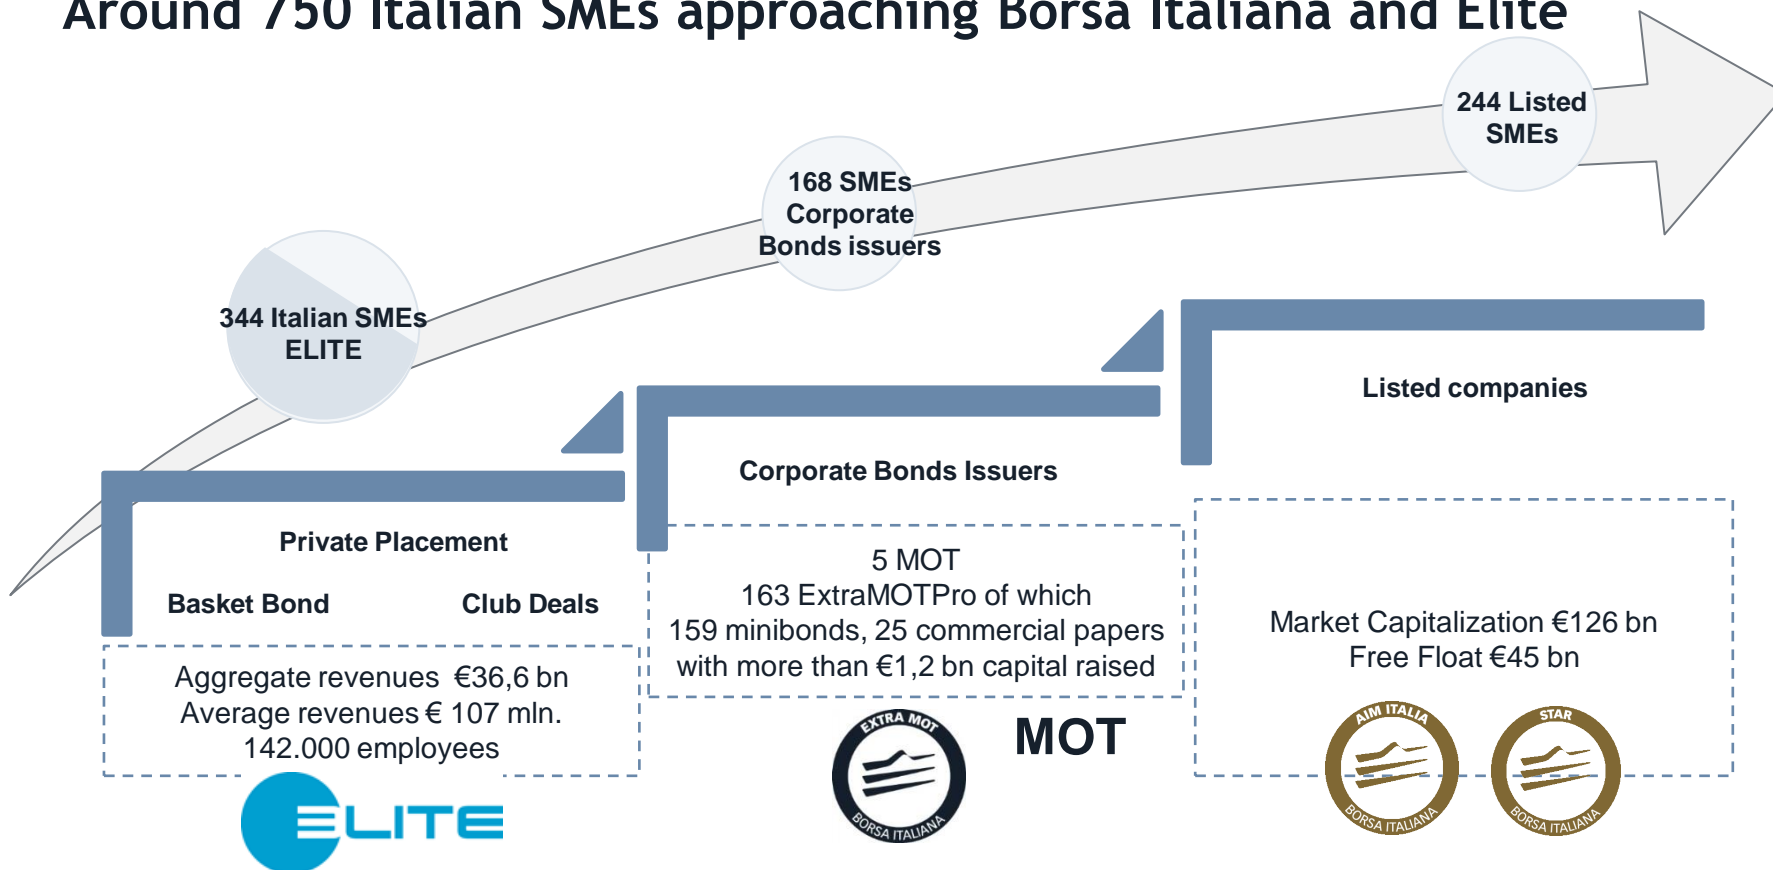 Around 750 Italian SMEs approaching Borsa Italiana and Elite
244 Listed
SMEs
168 SMEs
Corporate
Bonds issuers
344 Italian SMEs
ELITE
Listed companies
Corporate Bonds Issuers
Private Placement
Basket Bond
Club Deals
5 MOT
163 ExtraMOTPro of which
159 minibonds, 25 commercial papers
with more than €1,2 bn capital raised
Market Capitalization €126 bn
Free Float €45 bn
Aggregate revenues €36,6 bn
Average revenues € 107 mln.
142.000 employees
ELITE
EXTRA MOT
BORSA ITALIANA
MOT
AIM ITALIA
BORSA ITALIANA
STAR
BORSA ITALIANA